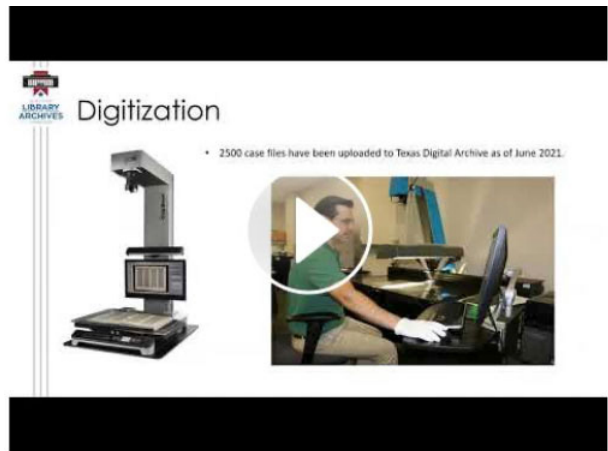 LIBRARY
ARCHIVES
Digitization
• 2500 case files have been uploaded to Texas Digital Archive as of June 2021.